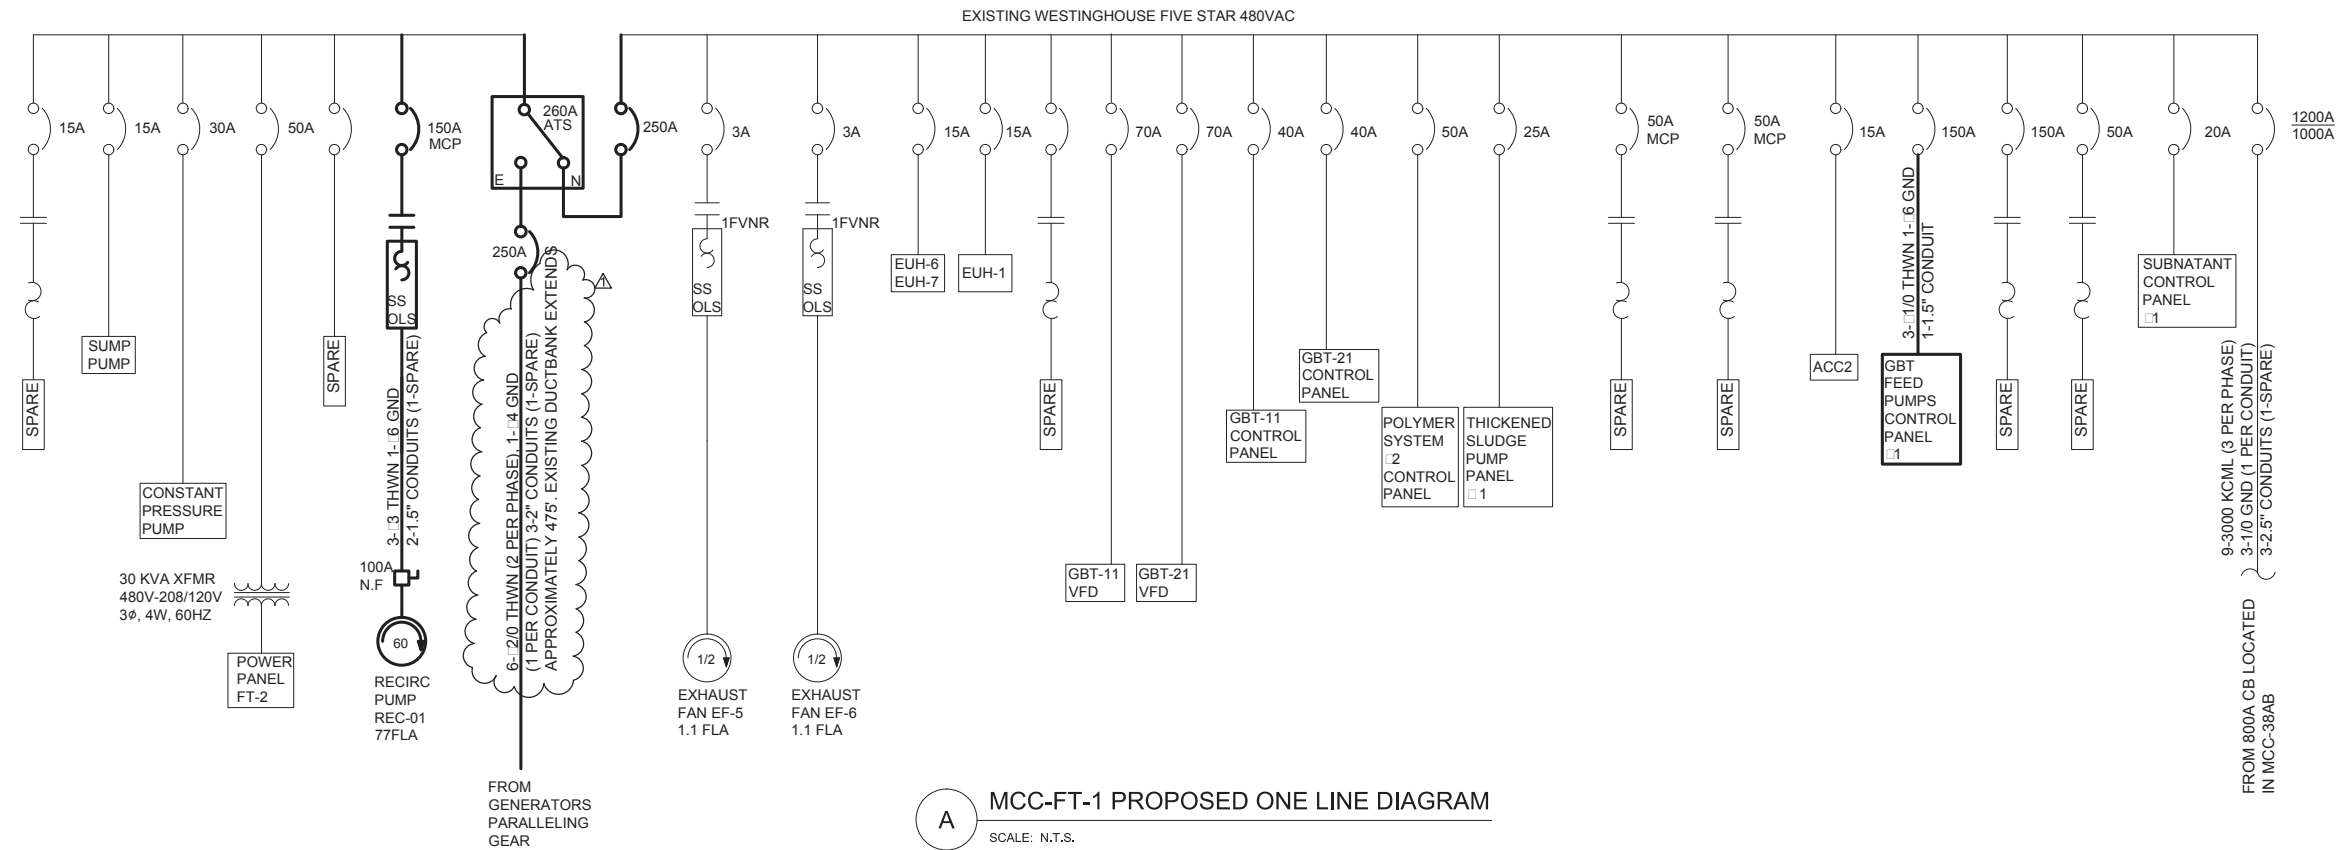 EXISTING WESTINGHOUSE FIVE STAR 480VAC
15A
SPARE
15A
SUMP
PUMP
30A
CONSTANT
PRESSURE
PUMP
50A
30 KVA XFMR
480V-208/120V
3φ, 4W, 60HZ
POWER
PANEL
FT-2
SPARE
150A
MCP
SS
OLS
3-□3 THWN 1-□6 GND
2-1.5" CONDUITS (1-SPARE)
100A
N.F
60
RECIRC
PUMP
REC-01
77FLA
260A
ATS
E
N
250A
250A
6-□2/0 THWN (2 PER PHASE), 1-□4 GND
(1 PER CONDUIT) 3-2" CONDUITS (1-SPARE)
APPROXIMATELY 475'. EXISTING DUCTBANK EXTENDS
1
FROM
GENERATORS
PARALLELING
GEAR
3A
1FVNR
SS
OLS
1/2
EXHAUST
FAN EF-5
1.1 FLA
3A
1FVNR
SS
OLS
1/2
EXHAUST
FAN EF-6
1.1 FLA
15A
EUH-6
EUH-7
15A
EUH-1
SPARE
70A
GBT-11
VFD
70A
GBT-21
VFD
40A
GBT-11
CONTROL
PANEL
40A
GBT-21
CONTROL
PANEL
50A
POLYMER
SYSTEM
□2
CONTROL
PANEL
25A
THICKENED
SLUDGE
PUMP
PANEL
□1
50A
MCP
SPARE
50A
MCP
SPARE
15A
ACC2
150A
3-□1/0 THWN 1-□6 GND
1-1.5" CONDUIT
GBT
FEED
PUMPS
CONTROL
PANEL
□1
150A
SPARE
50A
SPARE
20A
SUBNATANT
CONTROL
PANEL
□1
1200A
1000A
9-3000 KCML (3 PER PHASE)
3-1/0 GND (1 PER CONDUIT)
3-2.5" CONDUITS (1-SPARE)
FROM 800A CB LOCATED
IN MCC-38AB
A
MCC-FT-1 PROPOSED ONE LINE DIAGRAM
SCALE: N.T.S.